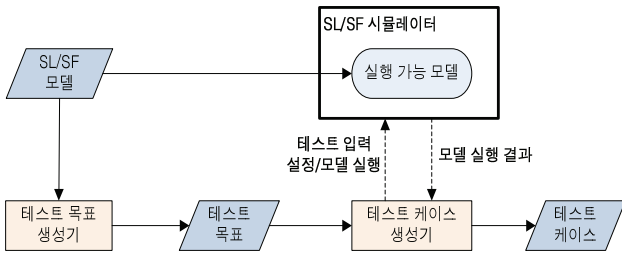 SL/SF 시뮬레이터
SL/SF
모델
실행 가능 모델
테스트 입력
설정/모델 실행
모델 실행 결과
테스트 목표
생성기
테스트
목표
테스트 케이스
생성기
테스트
케이스